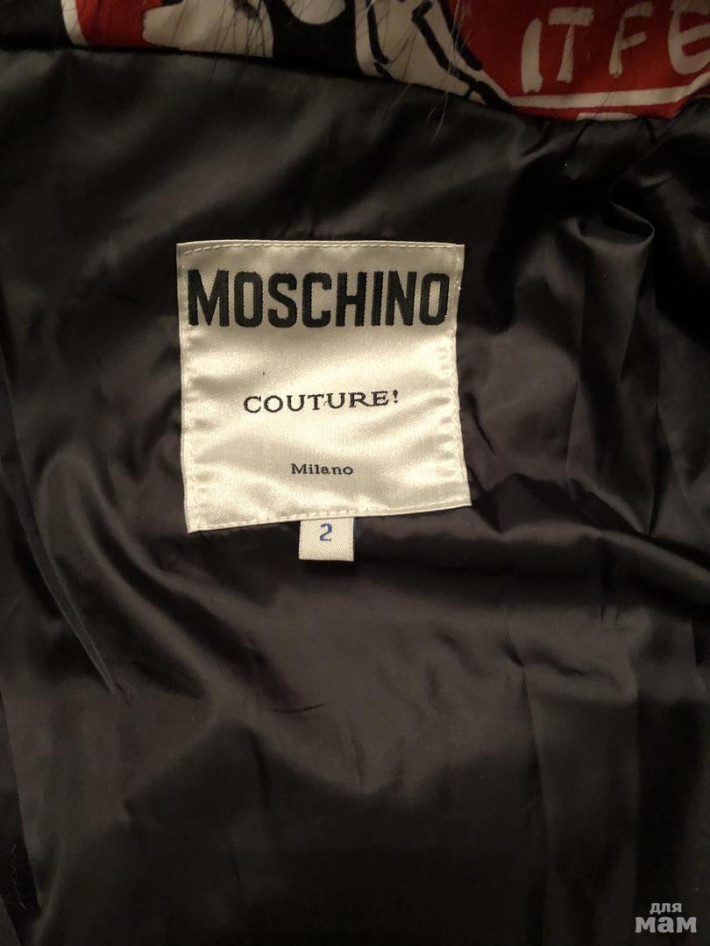 ITFE
MOSCHINO
COUTURE!
Milano
2
для
мам